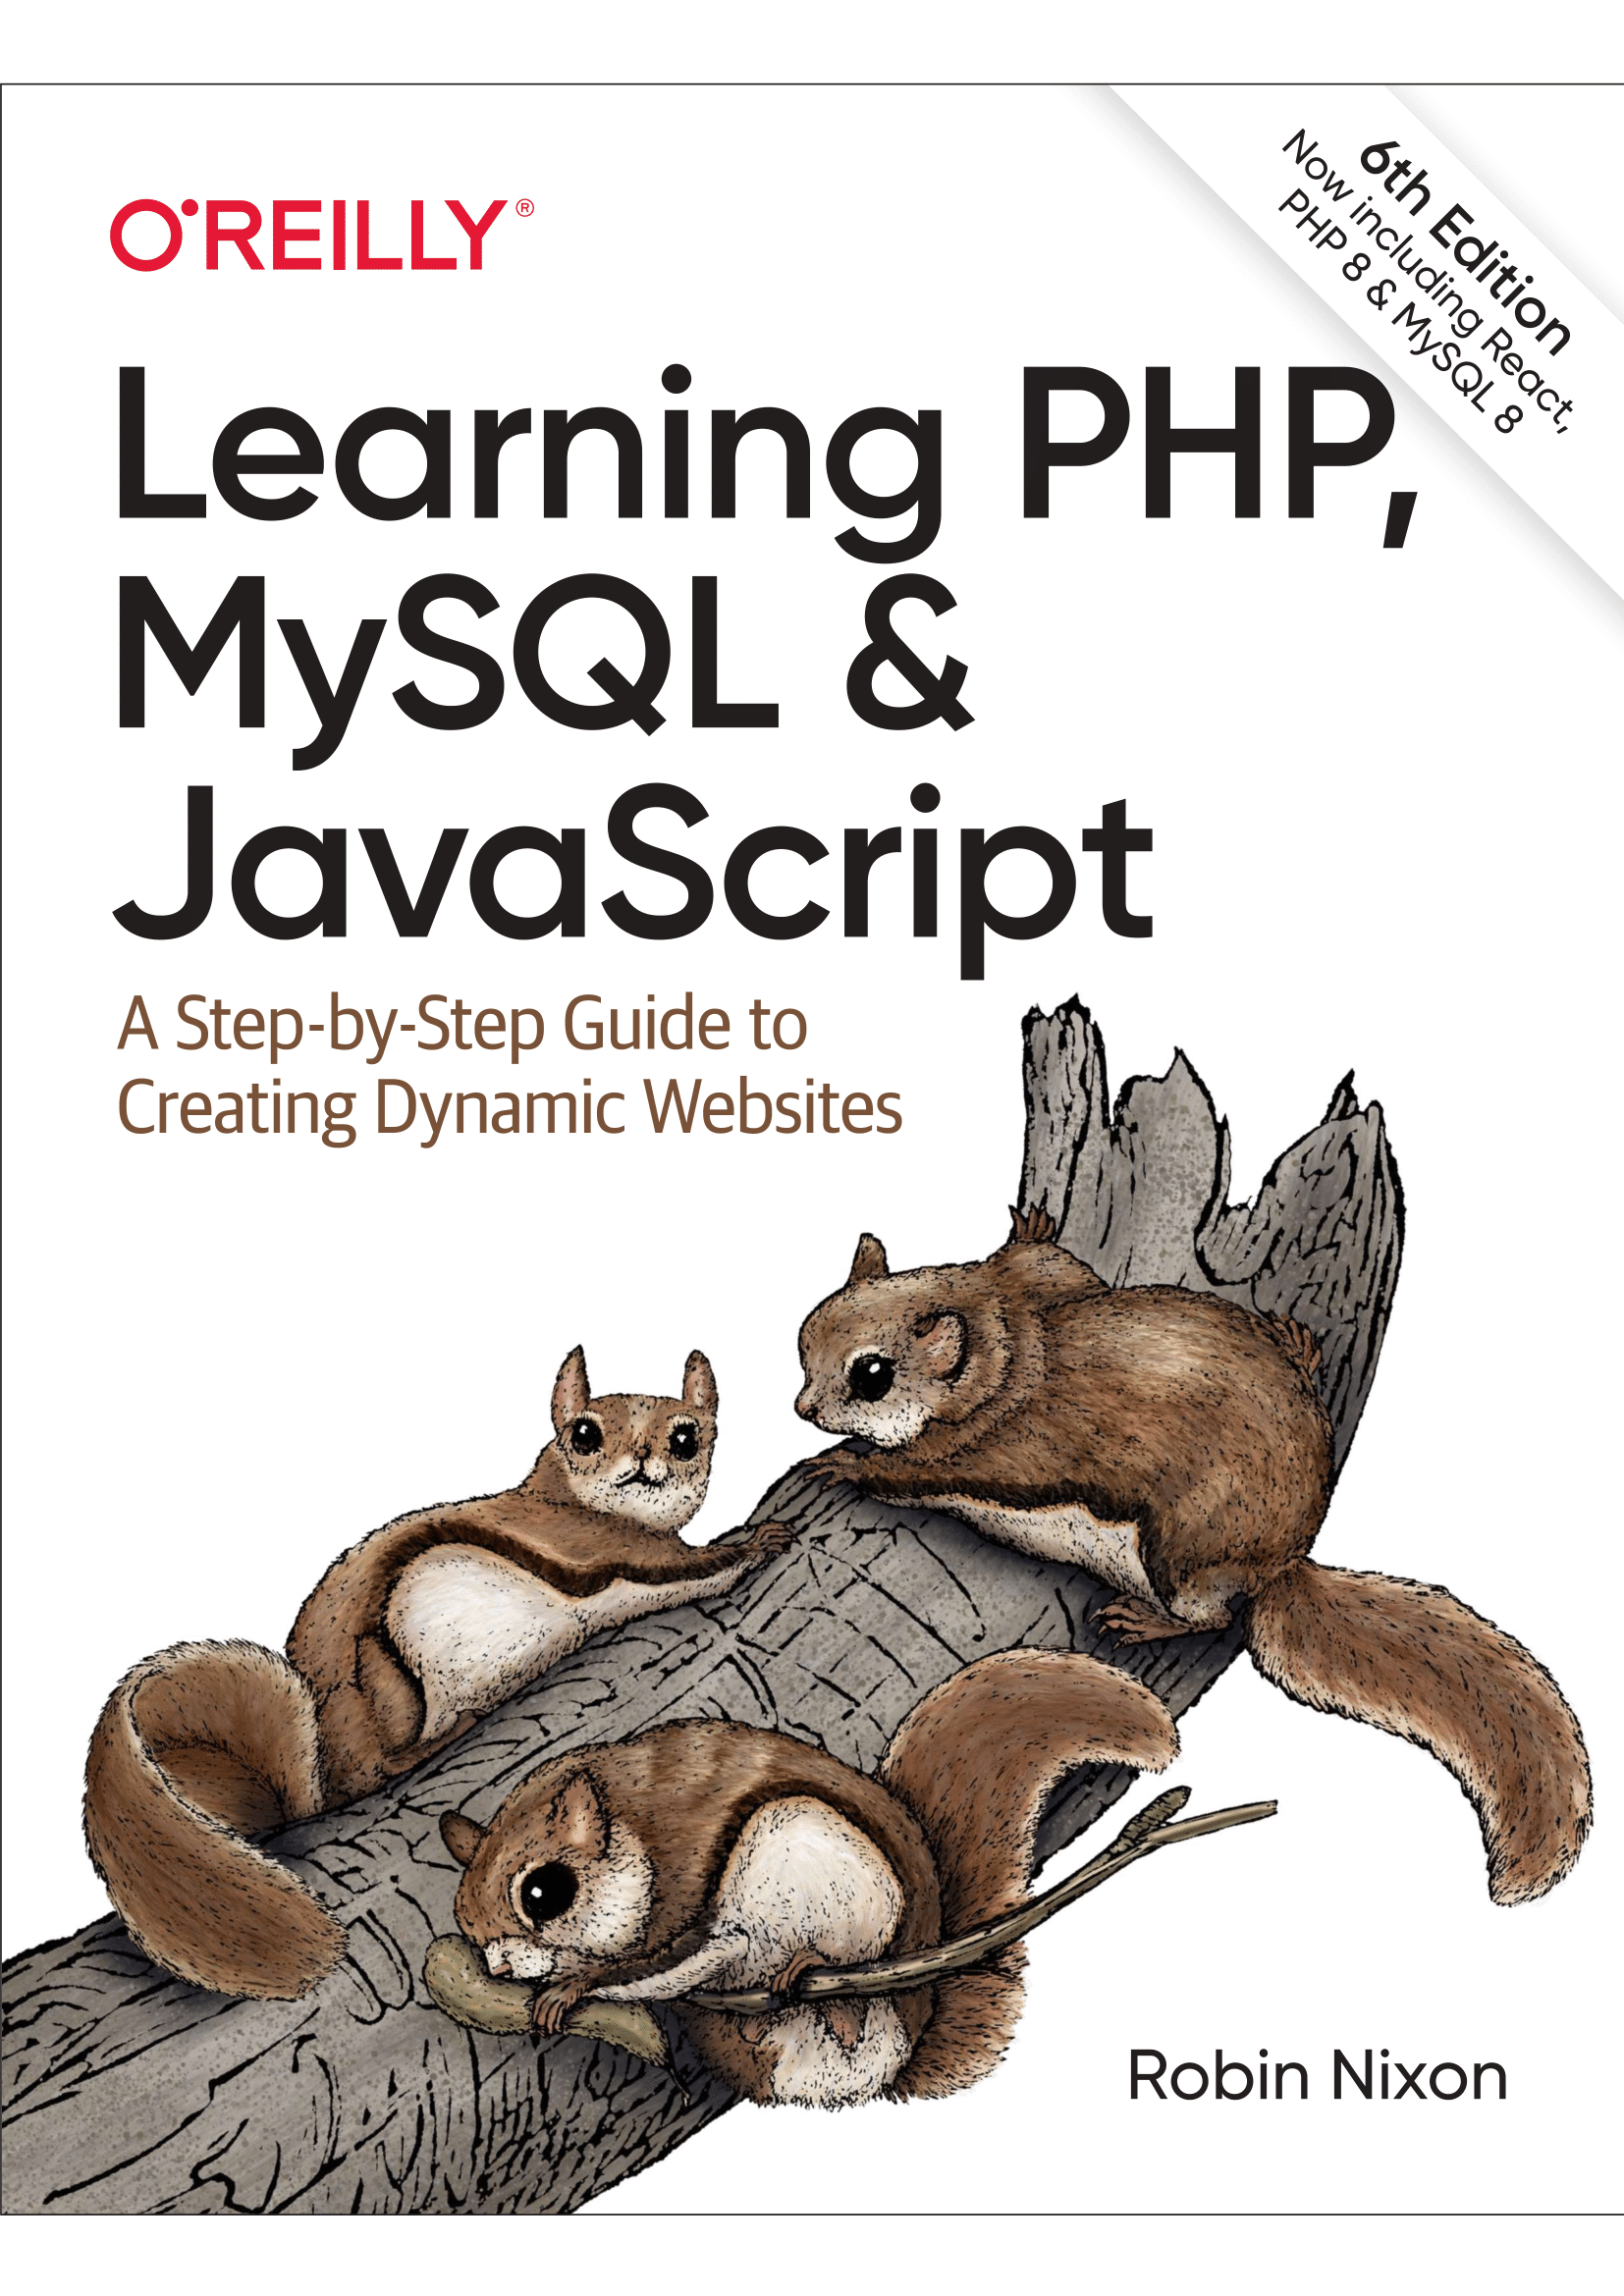 O'REILLY®
6th Edition
Now including React,
PHP 8 & MySQL 8
Learning PHP,
MySQL &
JavaScript
A Step-by-Step Guide to
Creating Dynamic Websites
Robin Nixon